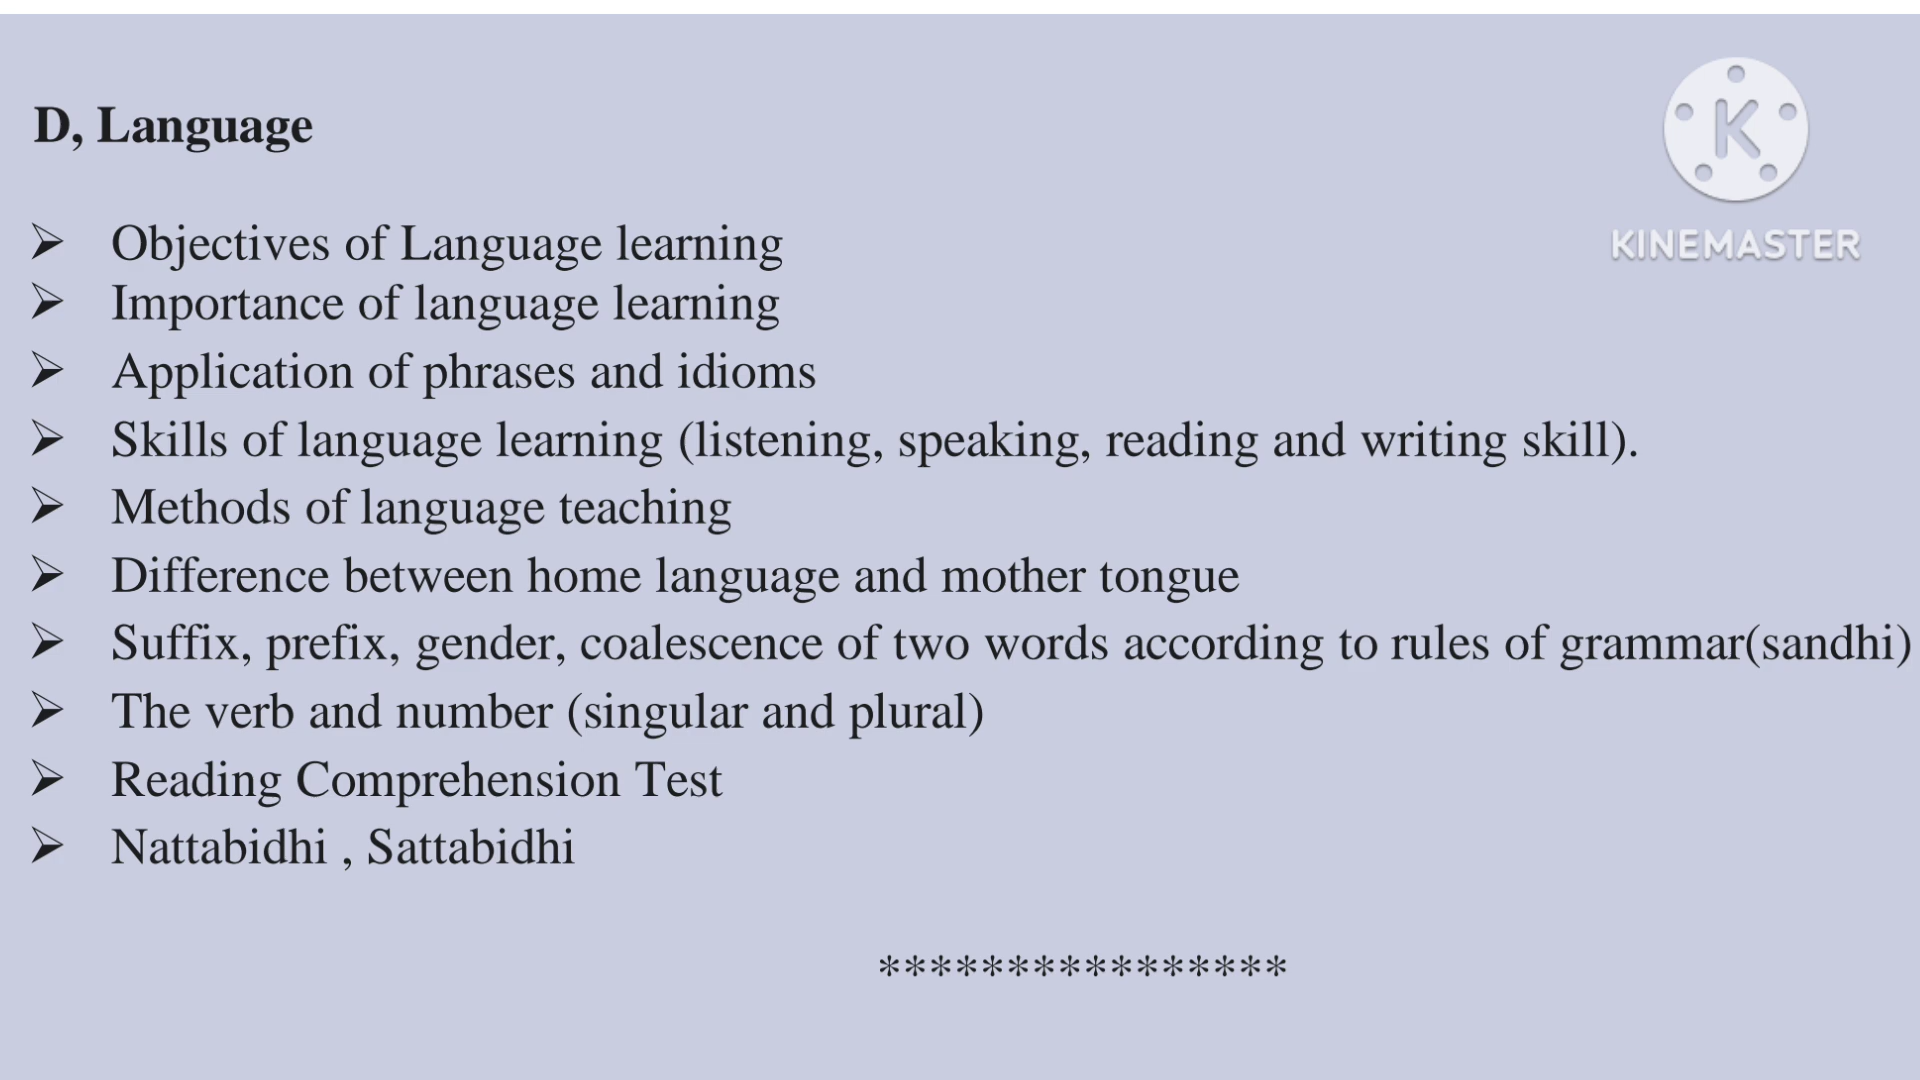 D, Language
K
KINEMASTER
➢ Objectives of Language learning
➢ Importance of language learning
➢ Application of phrases and idioms
➢ Skills of language learning (listening, speaking, reading and writing skill).
➢ Methods of language teaching
➢ Difference between home language and mother tongue
➢ Suffix, prefix, gender, coalescence of two words according to rules of grammar(sandhi)
➢ The verb and number (singular and plural)
➢ Reading Comprehension Test
➢ Nattabidhi , Sattabidhi
****************